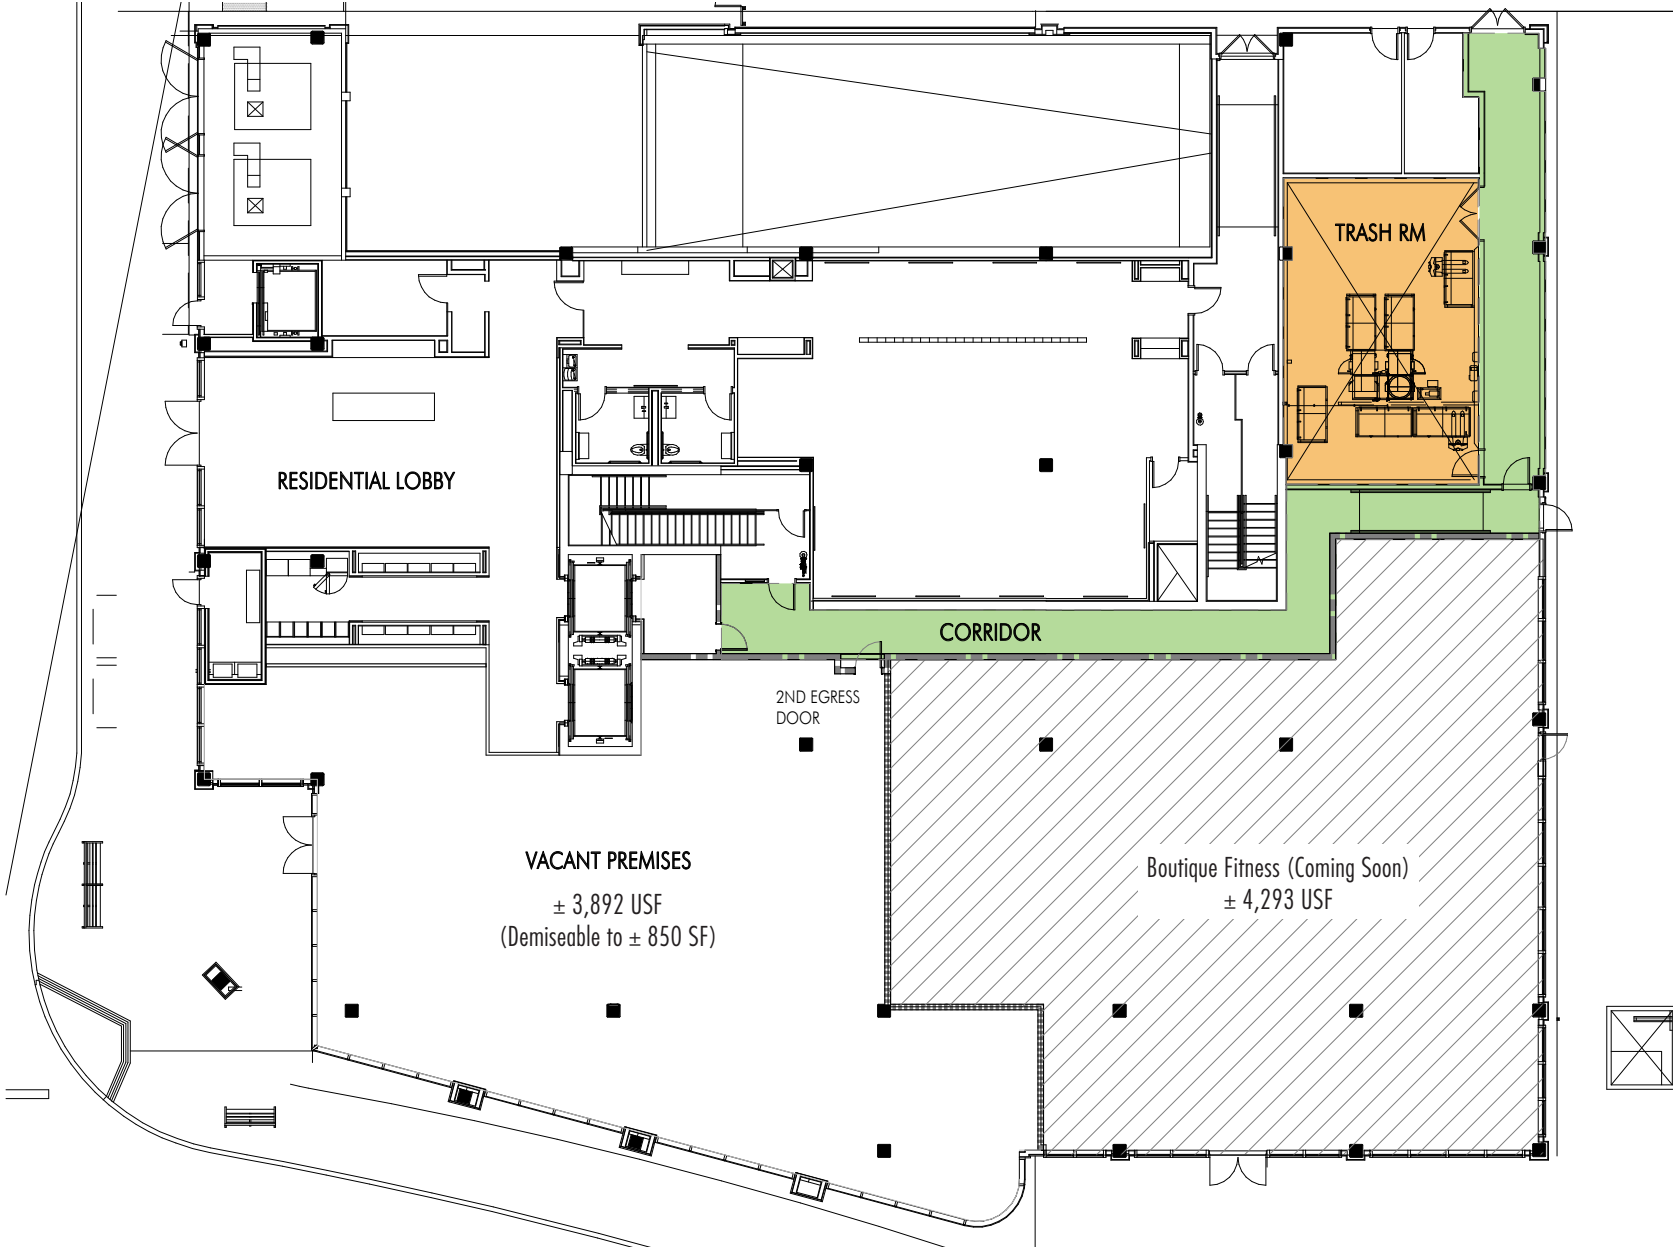 TRASH RM
RESIDENTIAL LOBBY
CORRIDOR
2ND EGRESS
DOOR
VACANT PREMISES
± 3,892 USF
(Demiseable to ± 850 SF)
Boutique Fitness (Coming Soon)
± 4,293 USF